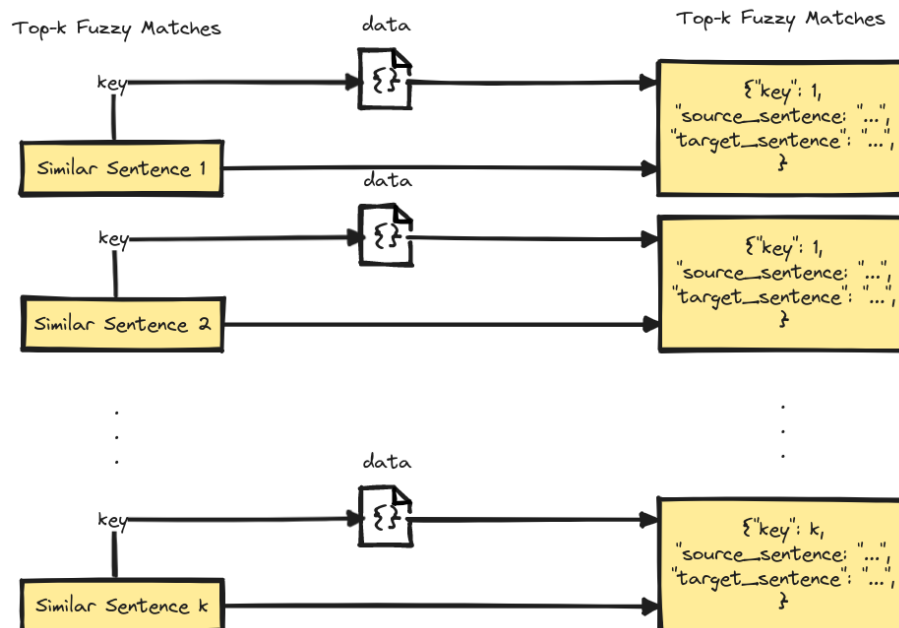 Top-k Fuzzy Matches
data
Top-k Fuzzy Matches
key
{}
{"key": 1,
"source_sentence: "...",
"target_sentence": "...",
}
Similar Sentence 1
data
key
{}
{"key": 1,
"source_sentence: "...",
"target_sentence": "...",
}
Similar Sentence 2
.
.
.
.
.
.
data
key
{}
{"key": k,
"source_sentence: "...",
"target_sentence": "...",
}
Similar Sentence k